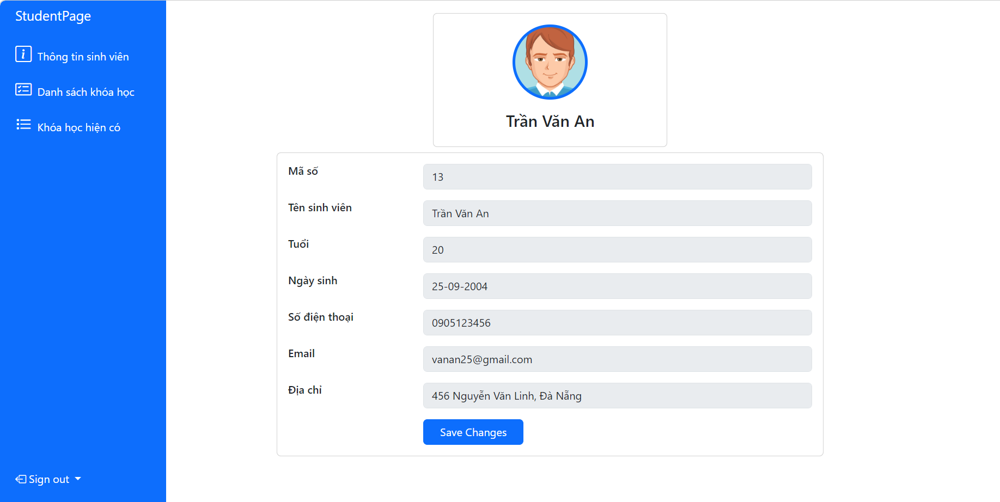 StudentPage
Thông tin sinh viên
Danh sách khóa học
Khóa học hiện có
Sign out
Trần Văn An
Mã số
13
Tên sinh viên
Trần Văn An
Tuổi
20
Ngày sinh
25-09-2004
Số điện thoại
0905123456
Email
vanan25@gmail.com
Địa chỉ
456 Nguyễn Văn Linh, Đà Nẵng
Save Changes